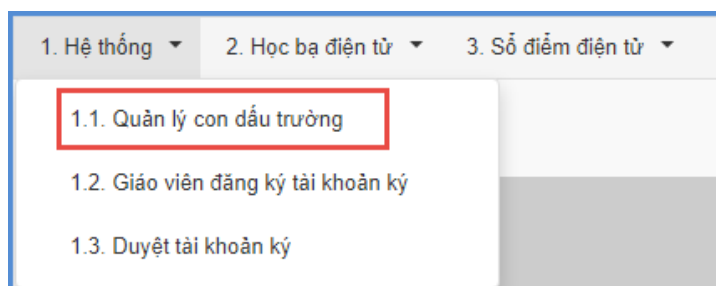 1. Hệ thống 2. Học bạ điện tử 3. Sổ điểm điện tử
1.1. Quản lý con dấu trường
1.2. Giáo viên đăng ký tài khoản ký
1.3. Duyệt tài khoản ký